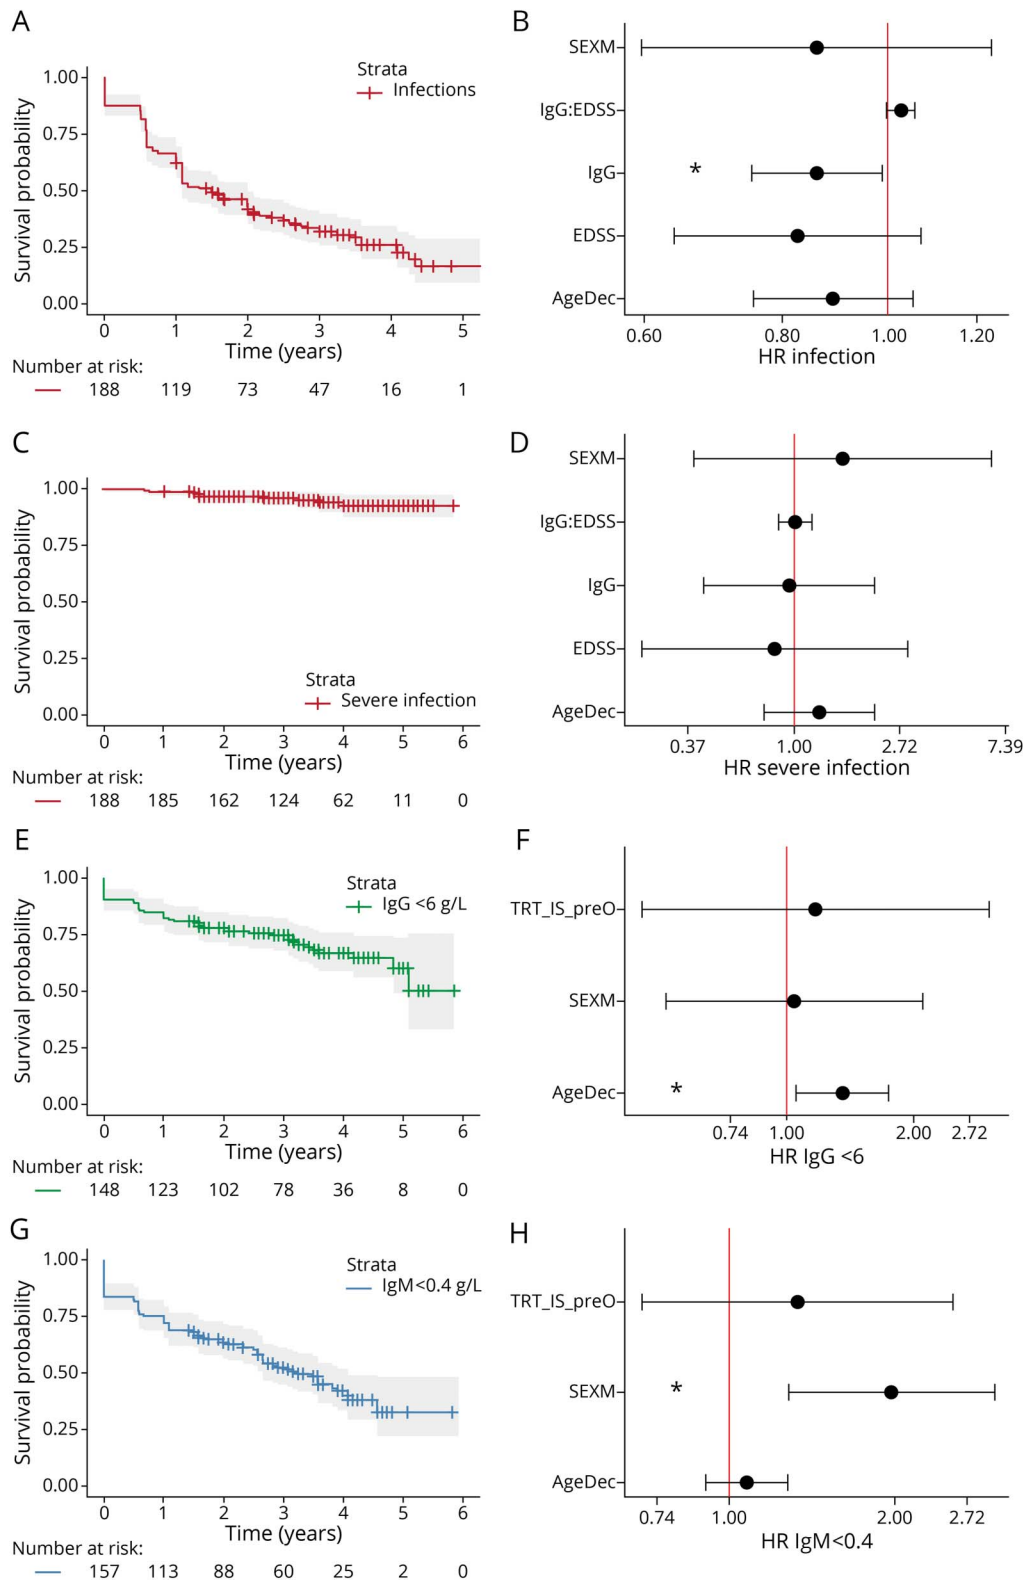 A
Strata
Infections
1.00
0.75
0.50
0.25
0.00
Survival probability
0 1 2 3 4 5
Time (years)
Number at risk:
188 119 73 47 16 1
B
SEXM
IgG:EDSS
IgG *
EDSS
AgeDec
0.60 0.80 1.00 1.20
HR infection
C
1.00
0.75
0.50
0.25
0.00
Survival probability
Strata
Severe infection
0 1 2 3 4 5 6
Time (years)
Number at risk:
188 185 162 124 62 11 0
D
SEXM
IgG:EDSS
IgG
EDSS
AgeDec
0.37 1.00 2.72 7.39
HR severe infection
E
Strata
IgG <6 g/L
1.00
0.75
0.50
0.25
0.00
Survival probability
0 1 2 3 4 5 6
Time (years)
Number at risk:
148 123 102 78 36 8 0
F
TRT_IS_preO
SEXM
AgeDec *
0.74 1.00 2.00 2.72
HR IgG <6
G
Strata
IgM<0.4 g/L
1.00
0.75
0.50
0.25
0.00
Survival probability
0 1 2 3 4 5 6
Time (years)
Number at risk:
157 113 88 60 25 2 0
H
TRT_IS_preO
SEXM *
AgeDec
0.74 1.00 2.00 2.72
HR IgM<0.4